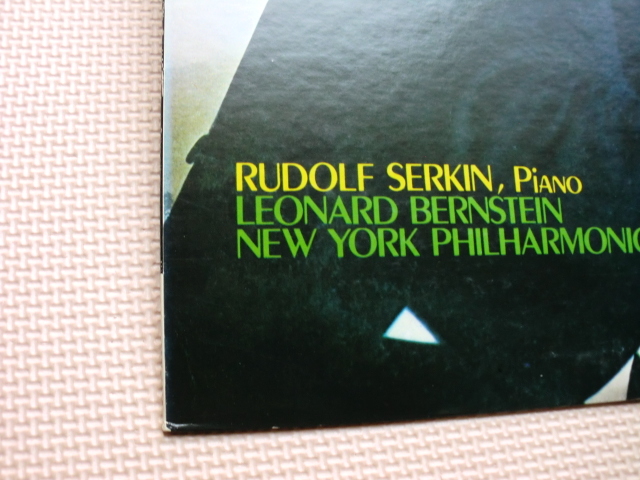 RUDOLF SERKIN, PiANO
LEONARD BERNSTEIN
NEW YORK PHILHARMONIC